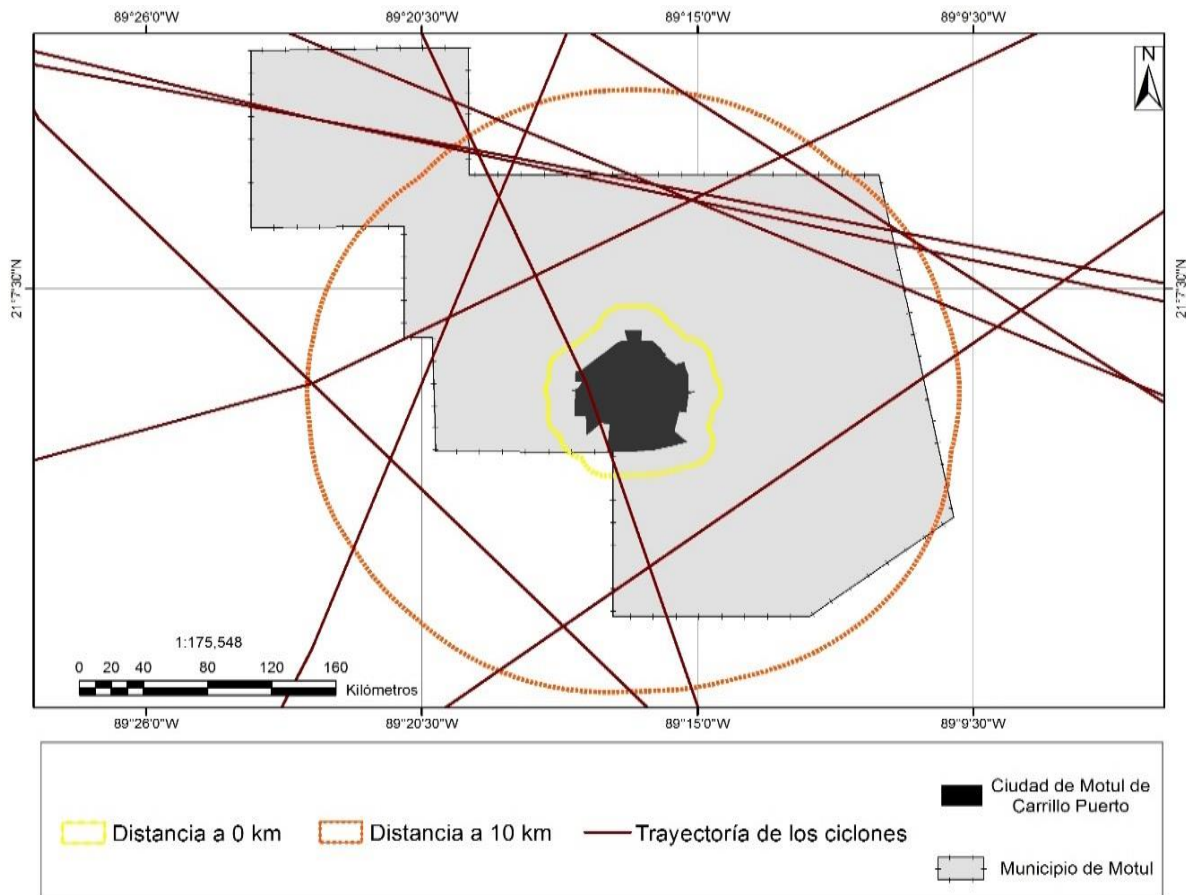 89°26'0"W 89°20'30"W 89°15'0"W 89°9'30"W
N
21°7'30"N 21°7'30"N
1:175,548
0 20 40 80 120 160
Kilómetros
89°26'0"W 89°20'30"W 89°15'0"W 89°9'30"W
Distancia a 0 km
Distancia a 10 km
Trayectoría de los ciclones
Ciudad de Motul de
Carrillo Puerto
Municipio de Motul